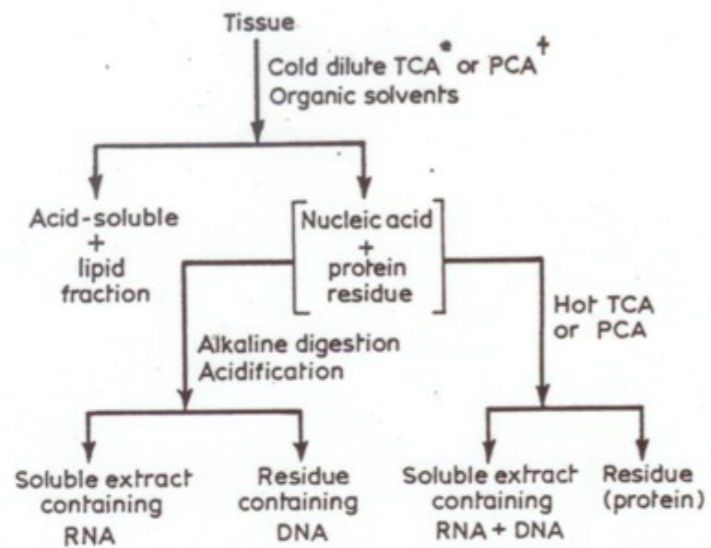 Tissue
Cold dilute TCA* or PCA†
Organic solvents
Acid-soluble
+
lipid
fraction
Nucleic acid
+
protein
residue
Hot TCA
or PCA
Alkaline digestion
Acidification
Soluble extract
containing
RNA
Residue
containing
DNA
Soluble extract
containing
RNA + DNA
Residue
(protein)